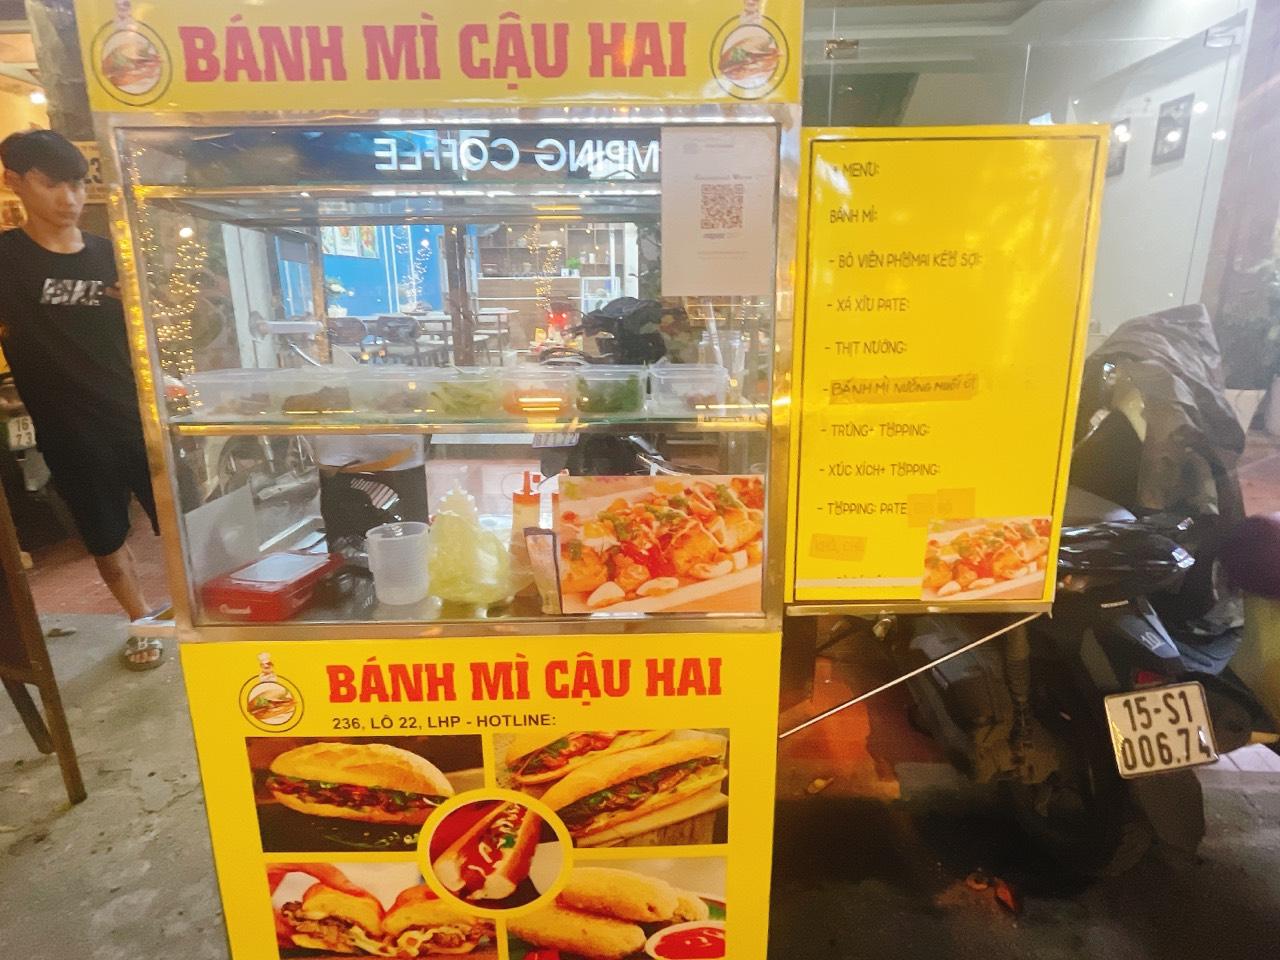 BÁNH MÌ CẬU HAI
MPING COFFEE
MENU:
BÁNH MÌ:
- BÒ VIÊN PHOMAI KÉO SỢI:
- XÁ XÍU PATE:
- THỊT NƯỚNG:
- BÁNH MÌ NƯỚNG MUỐI ỚT
- TRỨNG+ TOPPING:
- XÚC XÍCH+ TOPPING:
- TOPPING: PATE
BÁNH MÌ CẬU HAI
236, LÔ 22, LHP - HOTLINE:
15-S1
006.74